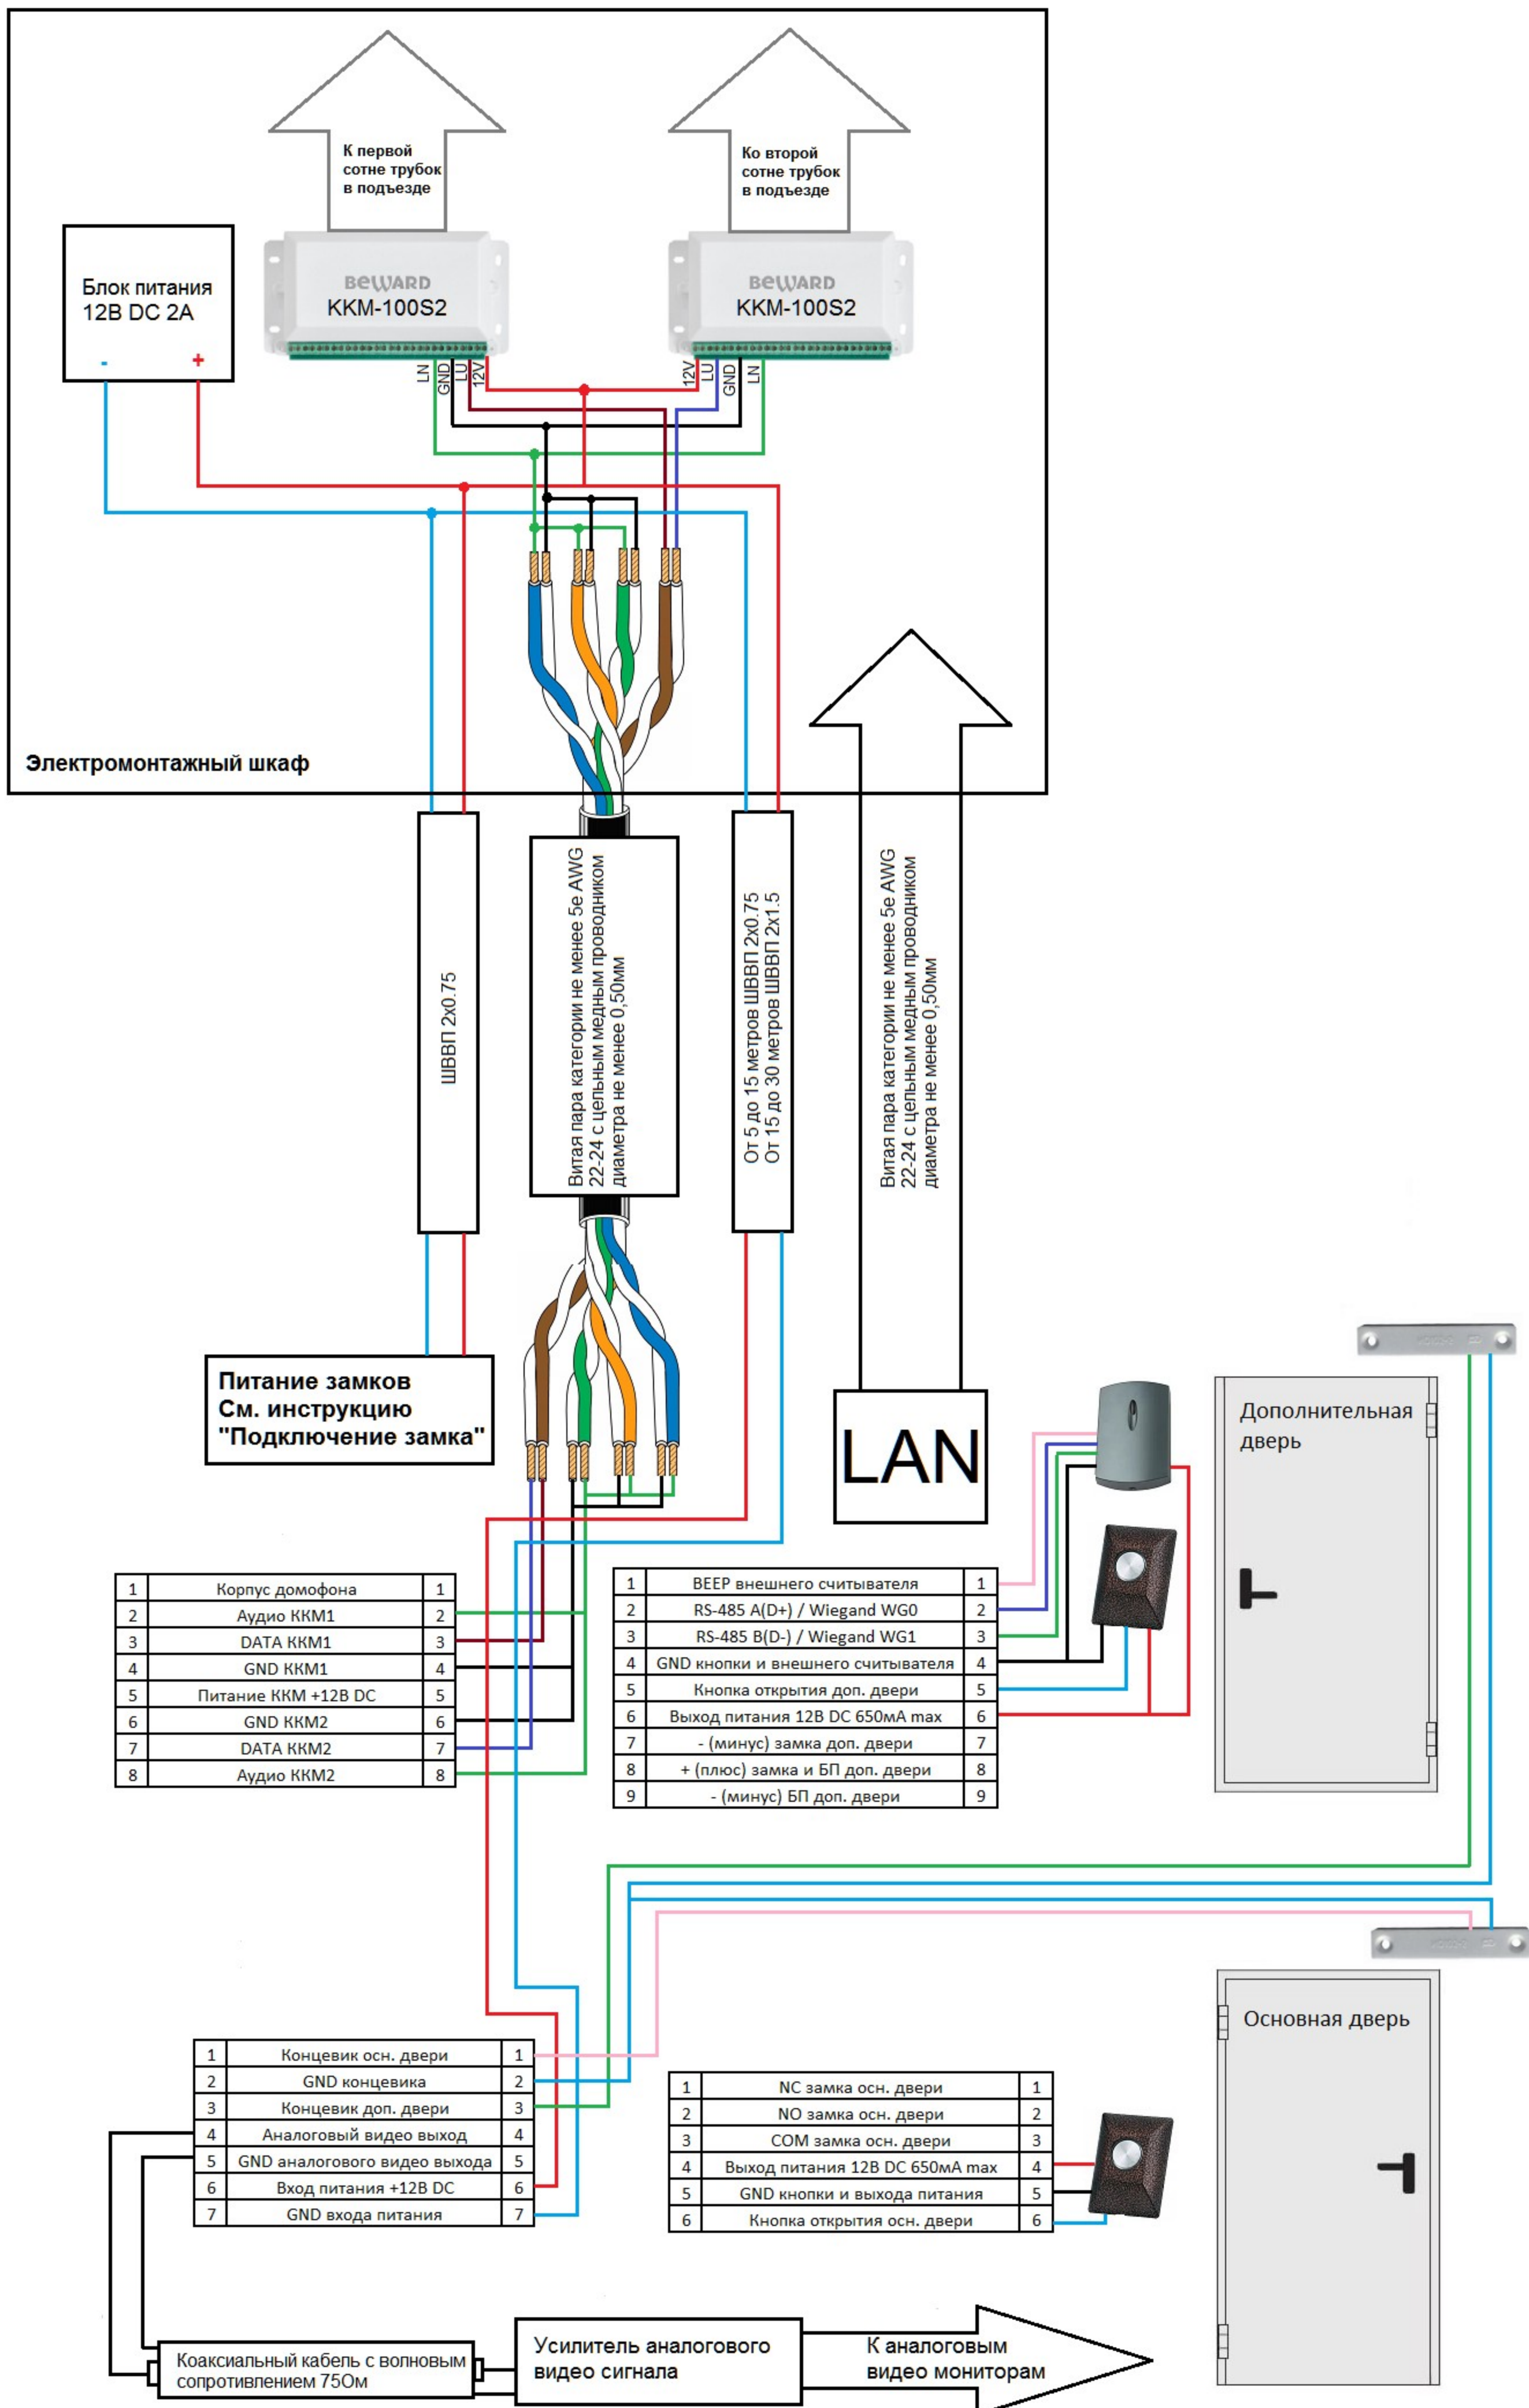 К первой
сотне трубок
в подъезде
Ко второй
сотне трубок
в подъезде
Блок питания
12В DC 2А
- +
BEWARD
KKM-100S2
BEWARD
KKM-100S2
LN
GND
LU
12V
12V
LU
GND
LN
Электромонтажный шкаф
ШВВП 2х0.75
Витая пара категории не менее 5е AWG
22-24 с цельным медным проводником
диаметра не менее 0,50мм
От 5 до 15 метров ШВВП 2х0.75
От 15 до 30 метров ШВВП 2х1.5
Витая пара категории не менее 5е AWG
22-24 с цельным медным проводником
диаметра не менее 0,50мм
Питание замков
См. инструкцию
"Подключение замка"
LAN
Дополнительная
дверь
1 Корпус домофона 1
2 Аудио ККМ1 2
3 DATA ККМ1 3
4 GND ККМ1 4
5 Питание ККМ +12В DC 5
6 GND ККМ2 6
7 DATA ККМ2 7
8 Аудио ККМ2 8
1 BEEP внешнего считывателя 1
2 RS-485 A(D+) / Wiegand WG0 2
3 RS-485 B(D-) / Wiegand WG1 3
4 GND кнопки и внешнего считывателя 4
5 Кнопка открытия доп. двери 5
6 Выход питания 12В DC 650мА max 6
7 - (минус) замка доп. двери 7
8 + (плюс) замка и БП доп. двери 8
9 - (минус) БП доп. двери 9
Основная дверь
1 Концевик осн. двери 1
2 GND концевика 2
3 Концевик доп. двери 3
4 Аналоговый видео выход 4
5 GND аналогового видео выхода 5
6 Вход питания +12В DC 6
7 GND входа питания 7
1 NC замка осн. двери 1
2 NO замка осн. двери 2
3 COM замка осн. двери 3
4 Выход питания 12В DC 650мА max 4
5 GND кнопки и выхода питания 5
6 Кнопка открытия осн. двери 6
Коаксиальный кабель с волновым
сопротивлением 75Ом
Усилитель аналогового
видео сигнала
К аналоговым
видео мониторам